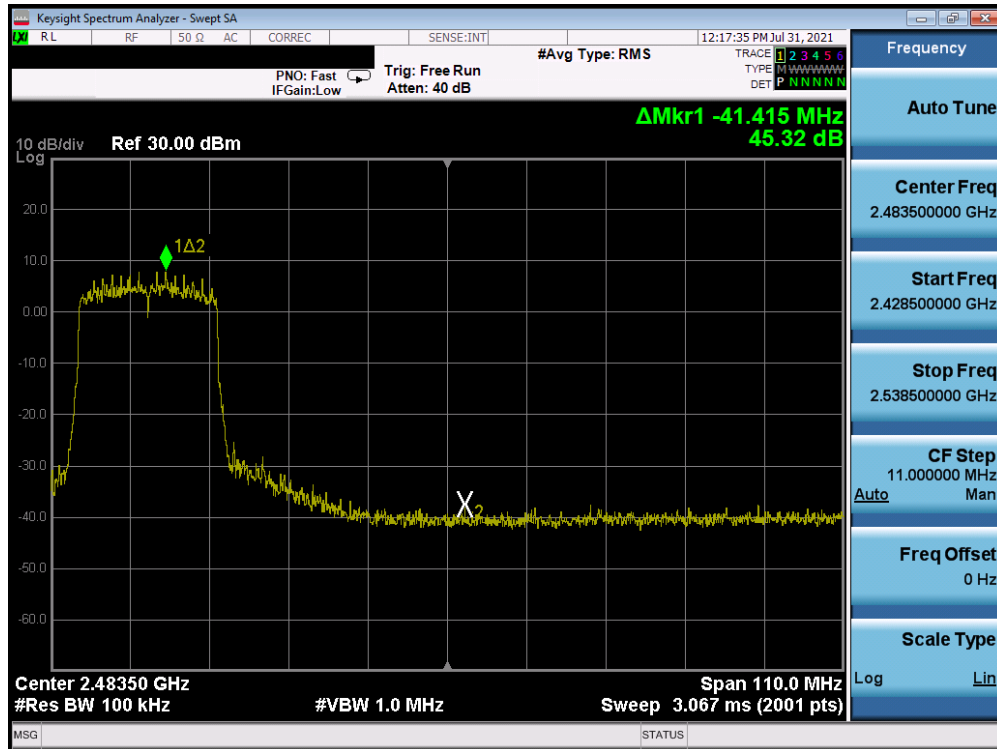 Keysight Spectrum Analyzer - Swept SA
LXI RL RF 50 Ω AC CORREC SENSE:INT 12:17:35 PM Jul 31, 2021
#Avg Type: RMS TRACE 1 2 3 4 5 6
PNO: Fast Trig: Free Run TYPE M WWWWW
IFGain:Low Atten: 40 dB DET P N N N N N
ΔMkr1 -41.415 MHz
45.32 dB
10 dB/div Ref 30.00 dBm
Log
20.0
1Δ2
10.0
0.00
-10.0
-20.0
-30.0
-40.0
X2
-50.0
-60.0
Center 2.48350 GHz Span 110.0 MHz
#Res BW 100 kHz #VBW 1.0 MHz Sweep 3.067 ms (2001 pts)
MSG STATUS
Frequency
Auto Tune
Center Freq
2.483500000 GHz
Start Freq
2.428500000 GHz
Stop Freq
2.538500000 GHz
CF Step
11.000000 MHz
Auto Man
Freq Offset
0 Hz
Scale Type
Log Lin